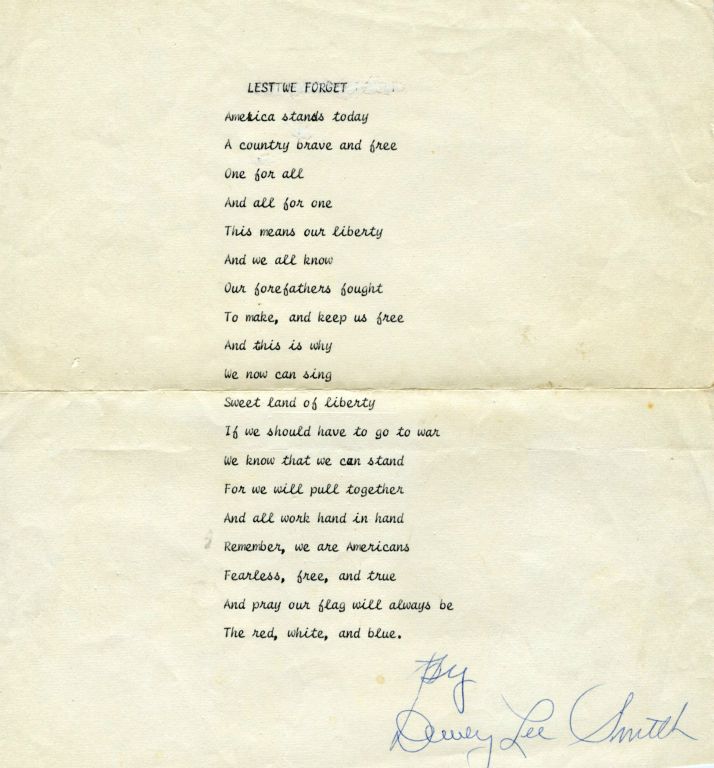 LEST WE FORGET
America stands today
A country brave and free
One for all
And all for one
This means our liberty
And we all know
Our forefathers fought
To make, and keep us free
And this is why
We now can sing
Sweet land of liberty
If we should have to go to war
We know that we can stand
For we will pull together
And all work hand in hand
Remember, we are Americans
Fearless, free, and true
And pray our flag will always be
The red, white, and blue.
By
Dewey Lee Smith